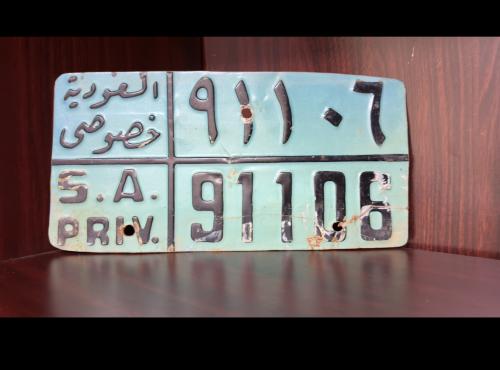 السعودية
خصوصي
٩١١٠٦
S. A.
PRIV.
91106